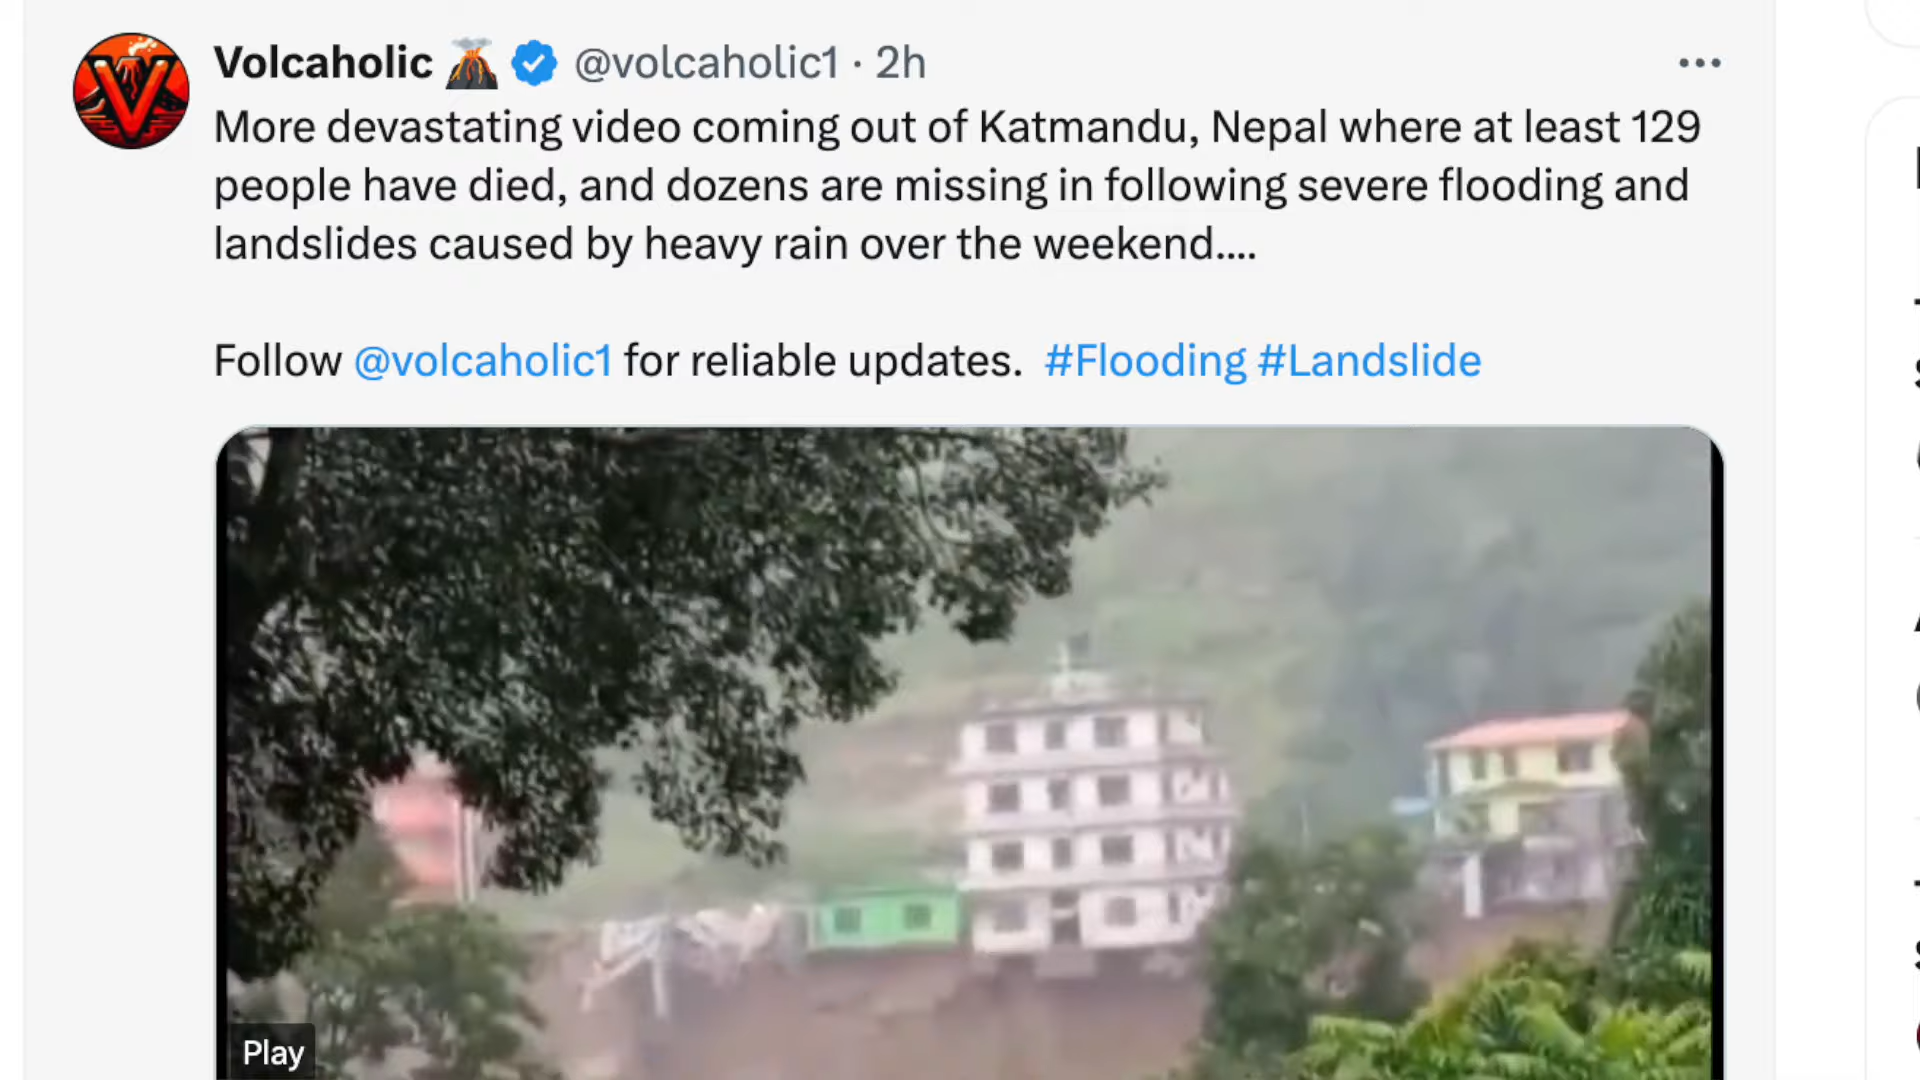 Volcaholic 🌋 @volcaholic1 · 2h
More devastating video coming out of Katmandu, Nepal where at least 129
people have died, and dozens are missing in following severe flooding and
landslides caused by heavy rain over the weekend....
Follow @volcaholic1 for reliable updates. #Flooding #Landslide
Play